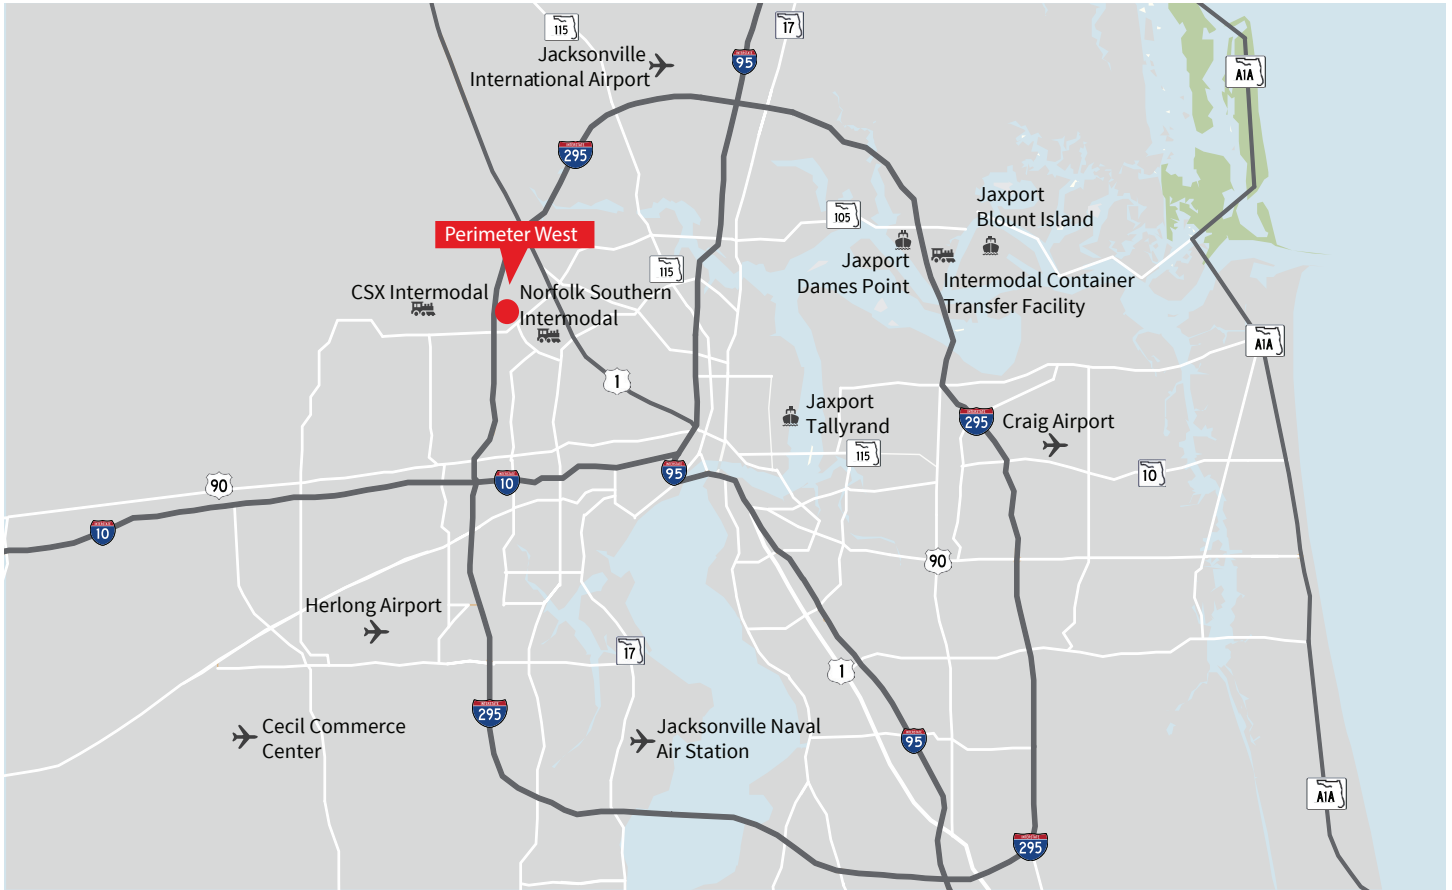 115
17
Jacksonville
International Airport
95
A1A
295
Jaxport
Blount Island
105
Perimeter West
Jaxport
Dames Point
115
Intermodal Container
Transfer Facility
CSX Intermodal
Norfolk Southern
Intermodal
A1A
1
Jaxport
Tallyrand
295
Craig Airport
115
95
10
10
90
10
90
Herlong Airport
17
1
295
Cecil Commerce
Center
Jacksonville Naval
Air Station
95
A1A
295